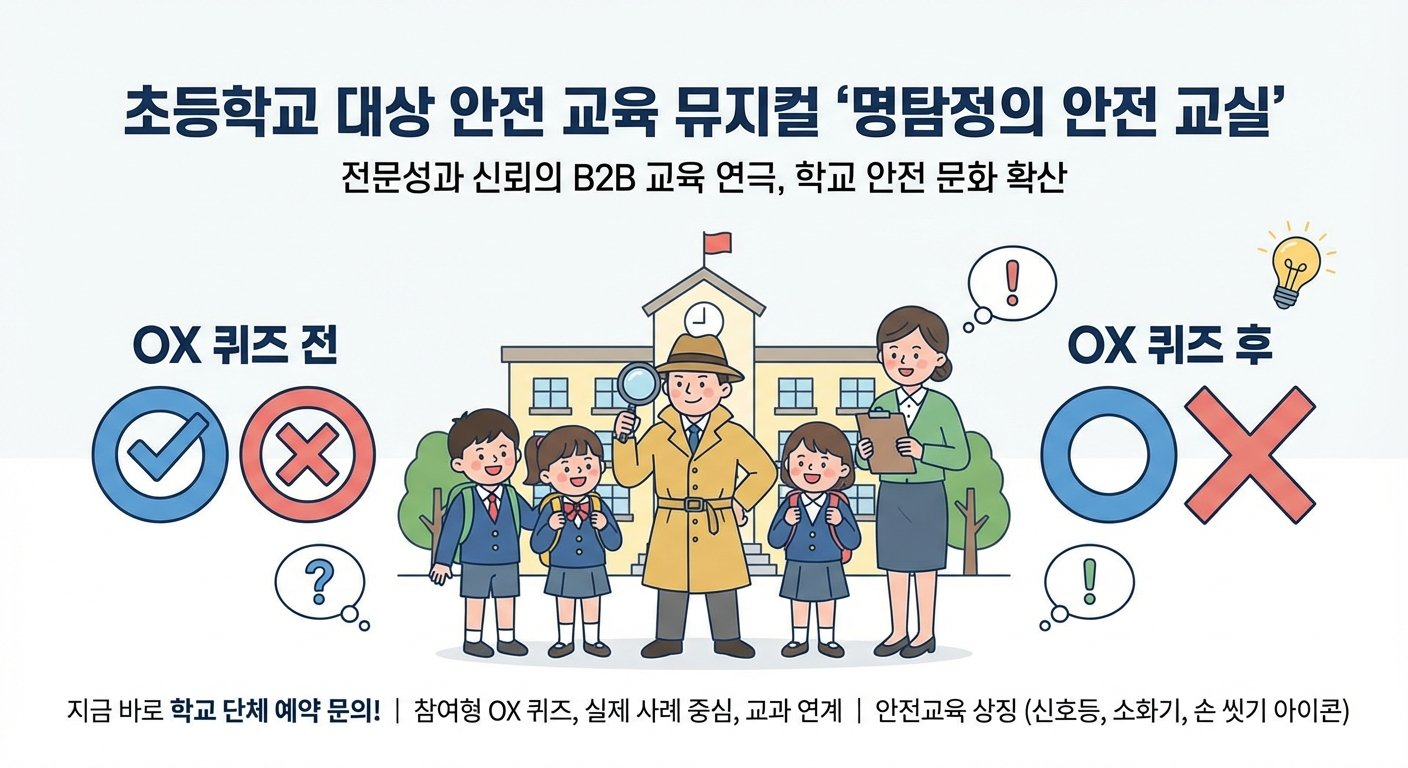 초등학교 대상 안전 교육 뮤지컬 ‘명탐정의 안전 교실’
전문성과 신뢰의 B2B 교육 연극, 학교 안전 문화 확산
OX 퀴즈 전
OX 퀴즈 후
?
!
!
지금 바로 학교 단체 예약 문의! | 참여형 OX 퀴즈, 실제 사례 중심, 교과 연계 | 안전교육 상징 (신호등, 소화기, 손 씻기 아이콘)